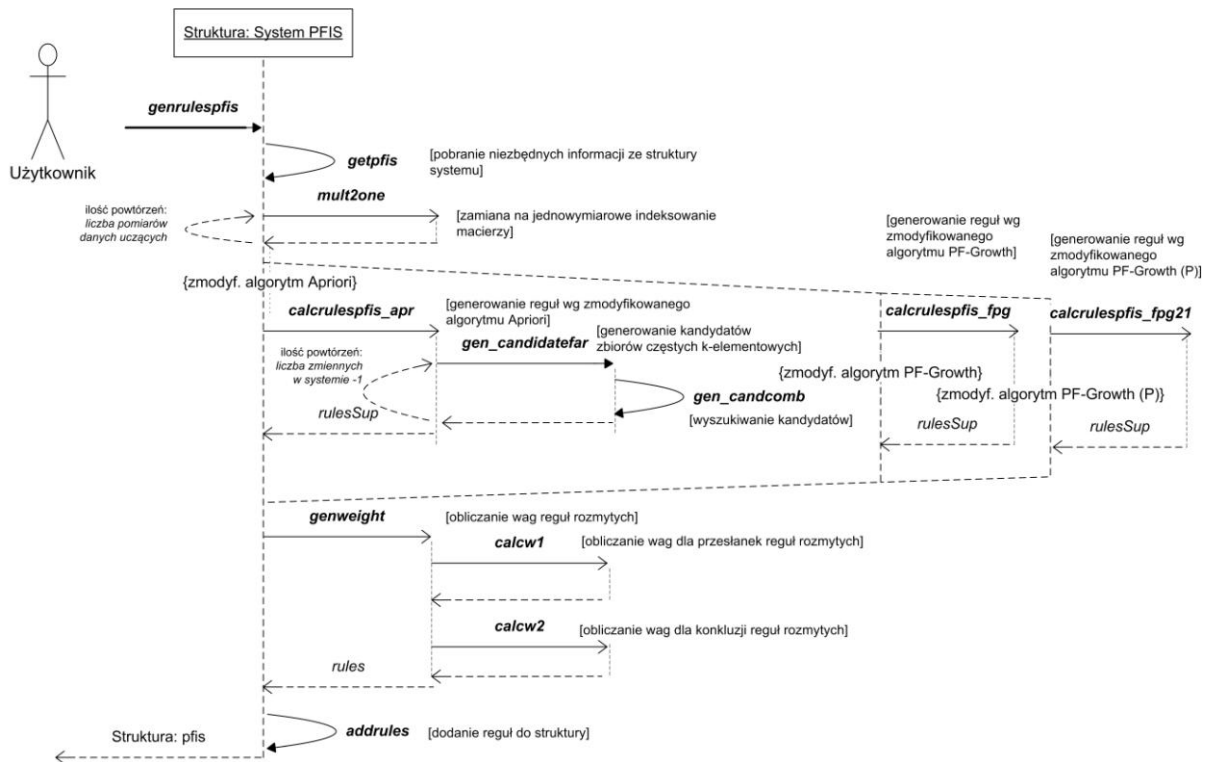 Struktura: System PFIS
genrulespfis
Użytkownik
getpfis
[pobranie niezbędnych informacji ze struktury
systemu]
mult2one
ilość powtórzeń:
liczba pomiarów
danych uczących
[zamiana na jednowymiarowe indeksowanie
macierzy]
[generowanie reguł wg
zmodyfikowanego
algorytmu PF-Growth]
[generowanie reguł wg
zmodyfikowanego
algorytmu PF-Growth (P)]
{zmodyf. algorytm Apriori}
calcrulespfis_apr
[generowanie reguł wg zmodyfikowanego
algorytmu Apriori]
calcrulespfis_fpg
calcrulespfis_fpg21
gen_candidatefar
[generowanie kandydatów
zbiorów częstych k-elementowych]
ilość powtórzeń:
liczba zmiennych
w systemie -1
{zmodyf. algorytm PF-Growth}
gen_candcomb
{zmodyf. algorytm PF-Growth (P)}
rulesSup
[wyszukiwanie kandydatów]
rulesSup
rulesSup
genweight
[obliczanie wag reguł rozmytych]
calcw1
[obliczanie wag dla przesłanek reguł rozmytych]
calcw2
[obliczanie wag dla konkluzji reguł rozmytych]
rules
Struktura: pfis
addrules
[dodanie reguł do struktury]